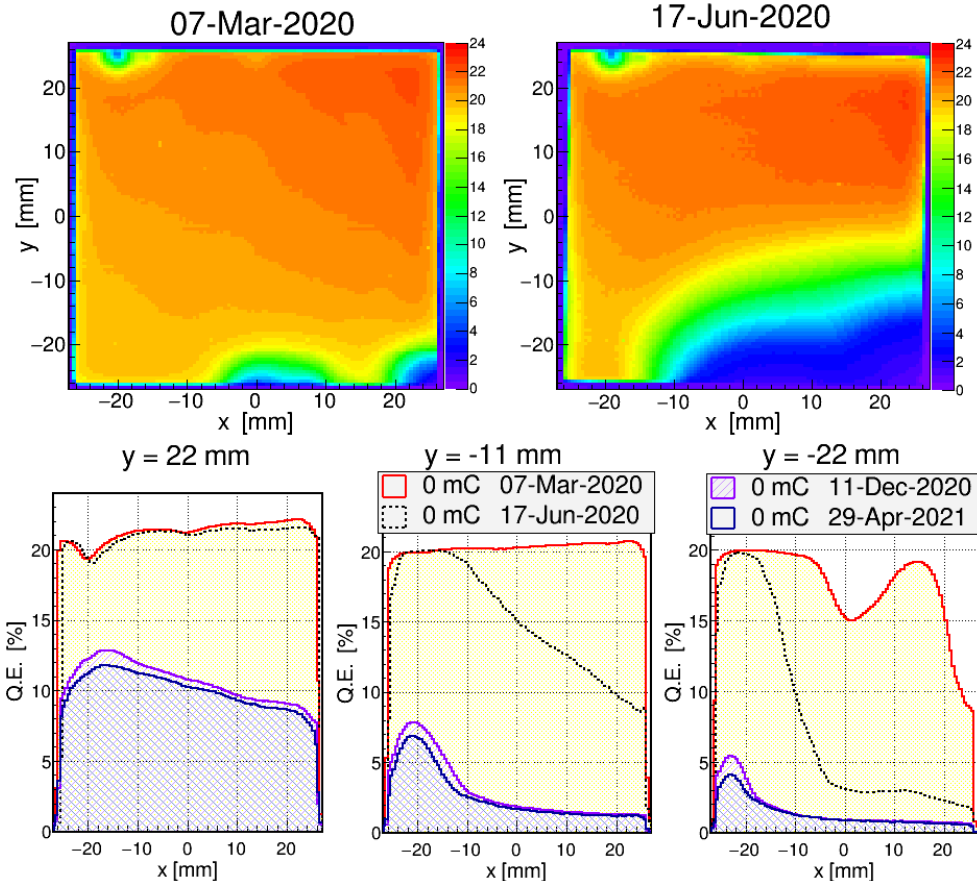 07-Mar-2020
17-Jun-2020
24
22
20
18
16
14
12
10
8
6
4
2
0
20
10
0
−10
−20
y [mm]
−20 −10 0 10 20
x [mm]
24
22
20
18
16
14
12
10
8
6
4
2
0
20
10
0
−10
−20
y [mm]
−20 −10 0 10 20
x [mm]
y = 22 mm
20
15
10
5
0
Q.E. [%]
−20 −10 0 10 20
x [mm]
y = -11 mm
0 mC 07-Mar-2020
0 mC 17-Jun-2020
20
15
10
5
0
Q.E. [%]
−20 −10 0 10 20
x [mm]
y = -22 mm
0 mC 11-Dec-2020
0 mC 29-Apr-2021
20
15
10
5
0
Q.E. [%]
−20 −10 0 10 20
x [mm]